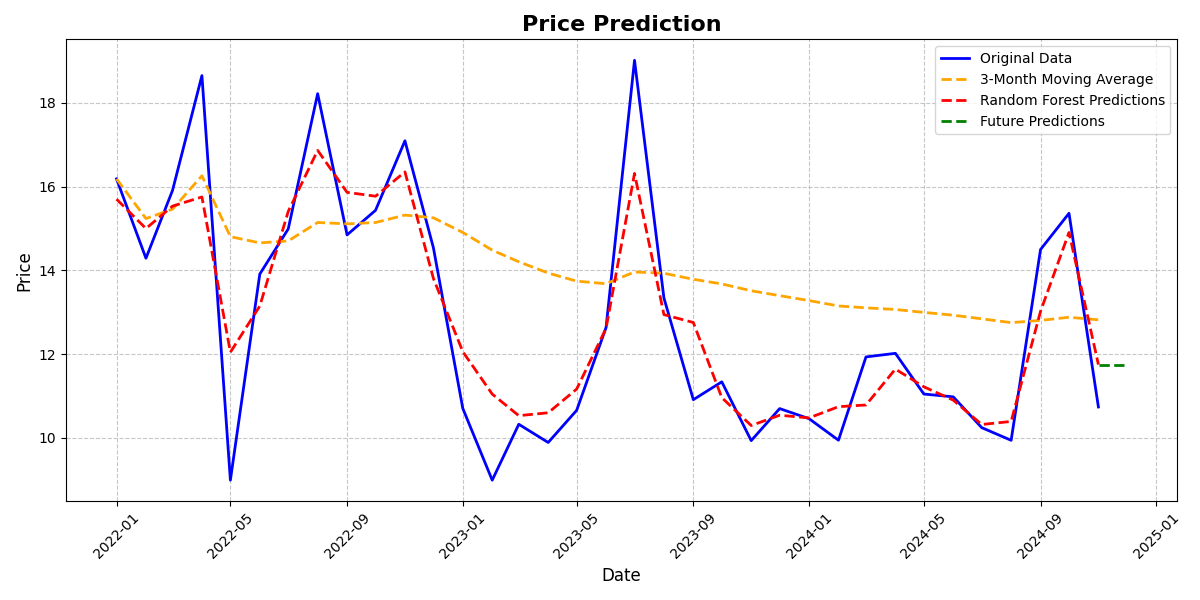 Price Prediction
Original Data
3-Month Moving Average
Random Forest Predictions
Future Predictions
Price
18
16
14
12
10
2022-01
2022-05
2022-09
2023-01
2023-05
2023-09
2024-01
2024-05
2024-09
2025-01
Date